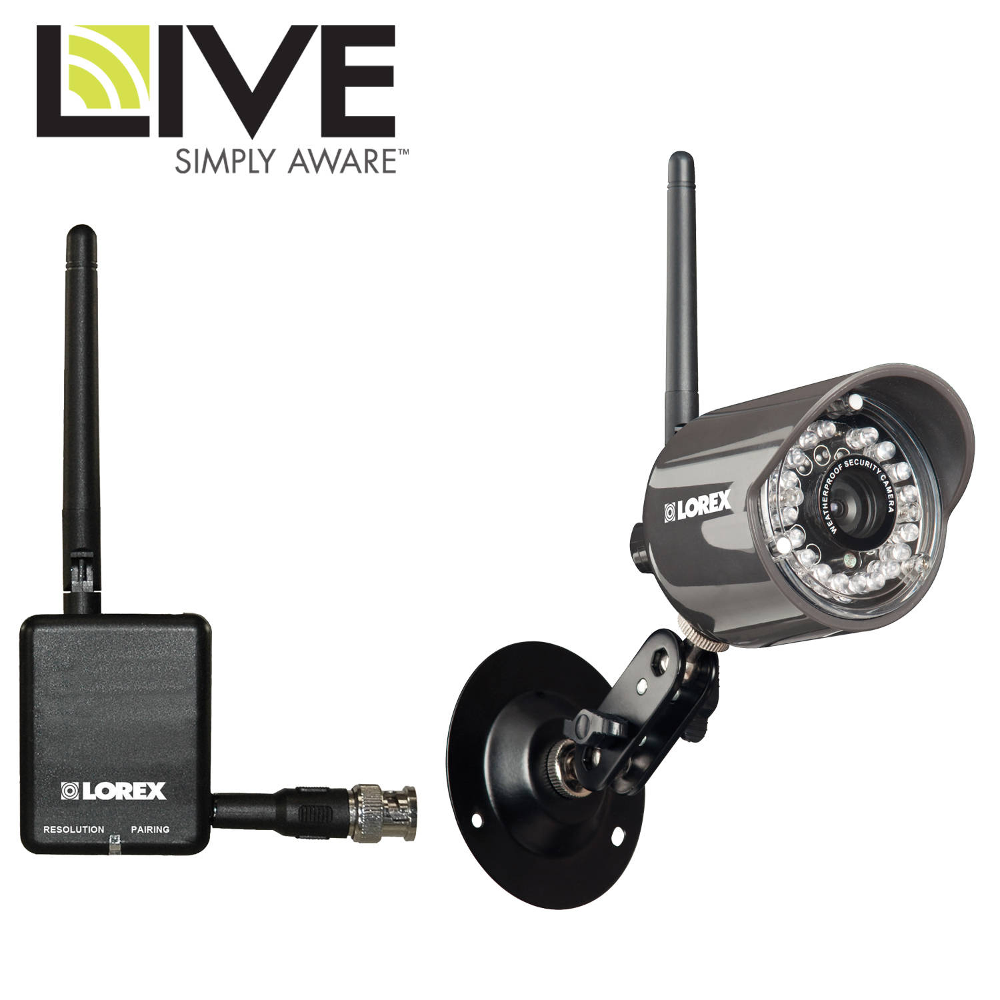 LIVE
SIMPLY AWARE™
LOREX
WEATHERPROOF SECURITY CAMERA
LOREX
RESOLUTION PAIRING